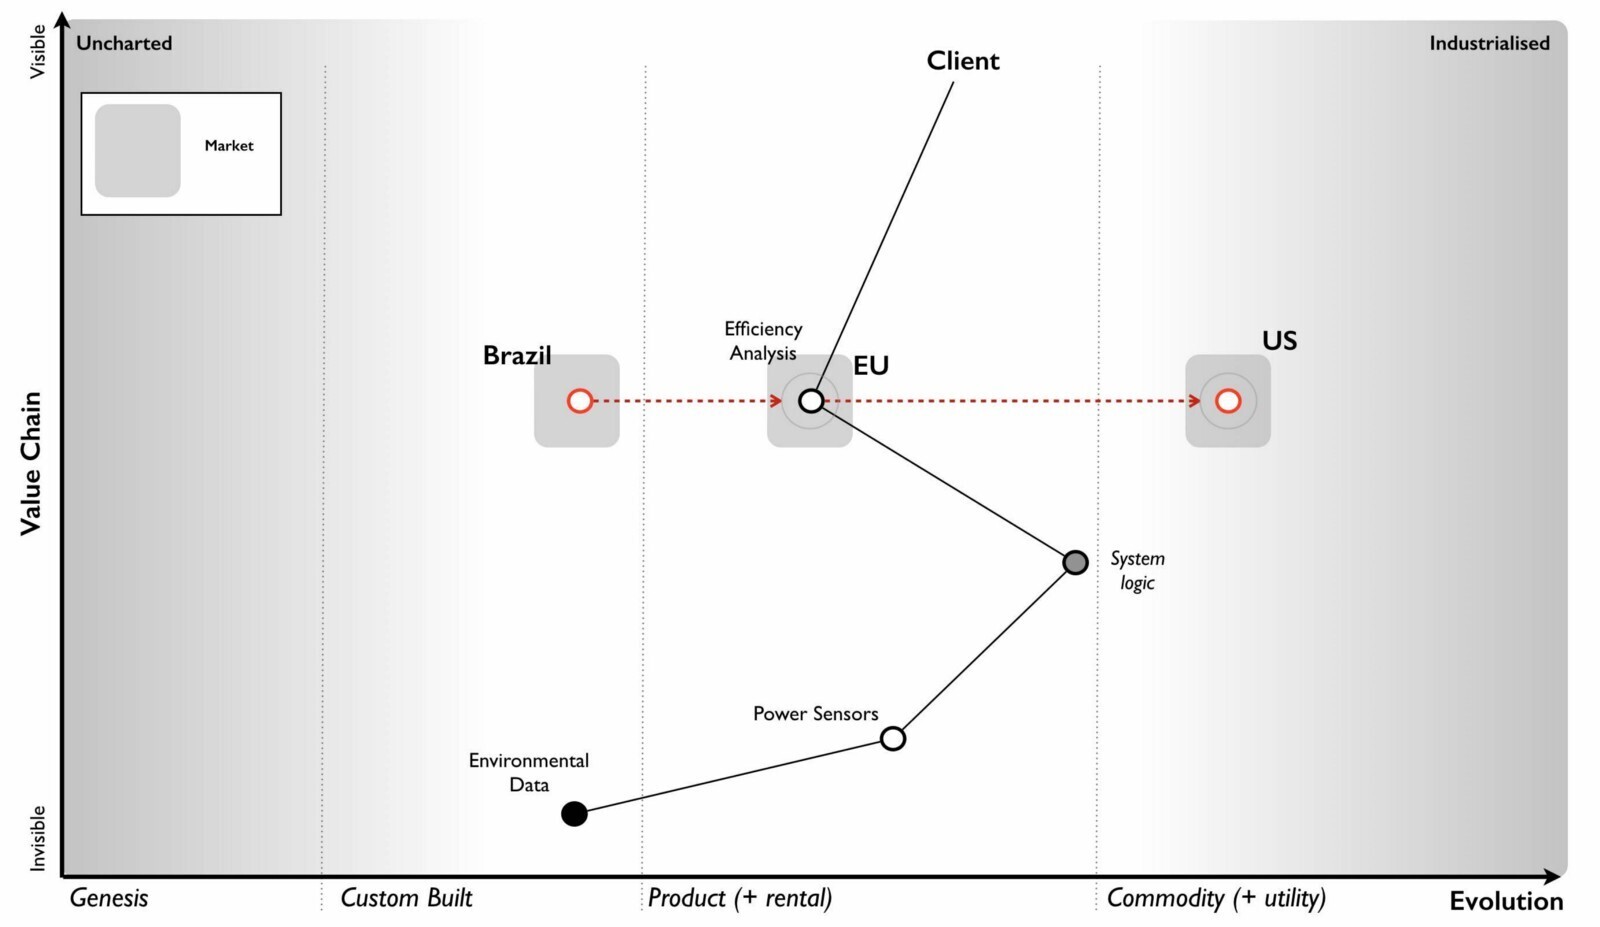 Visible
Uncharted
Industrialised
Client
Market
Efficiency
Analysis
Brazil
EU
US
Value Chain
System
logic
Power Sensors
Environmental
Data
Invisible
Genesis
Custom Built
Product (+ rental)
Commodity (+ utility)
Evolution